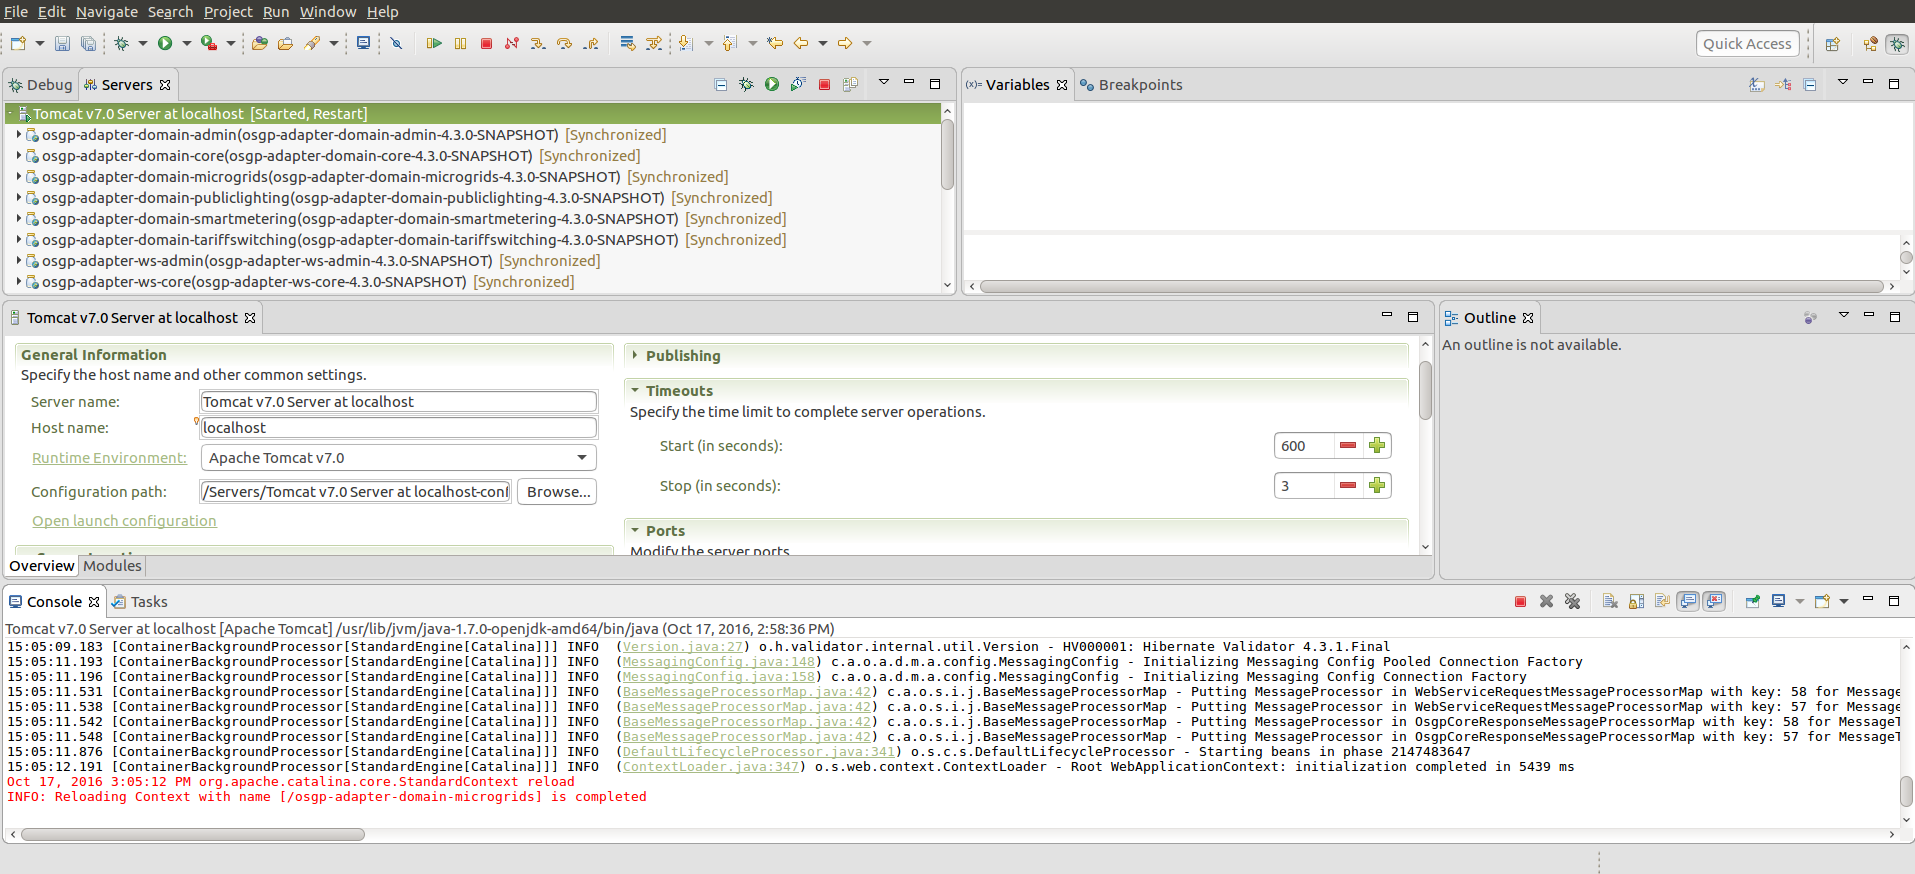 File Edit Navigate Search Project Run Window Help
Quick Access
Debug Servers
Variables Breakpoints
Tomcat v7.0 Server at localhost [Started, Restart]
osgp-adapter-domain-admin(osgp-adapter-domain-admin-4.3.0-SNAPSHOT) [Synchronized]
osgp-adapter-domain-core(osgp-adapter-domain-core-4.3.0-SNAPSHOT) [Synchronized]
osgp-adapter-domain-microgrids(osgp-adapter-domain-microgrids-4.3.0-SNAPSHOT) [Synchronized]
osgp-adapter-domain-publiclighting(osgp-adapter-domain-publiclighting-4.3.0-SNAPSHOT) [Synchronized]
osgp-adapter-domain-smartmetering(osgp-adapter-domain-smartmetering-4.3.0-SNAPSHOT) [Synchronized]
osgp-adapter-domain-tariffswitching(osgp-adapter-domain-tariffswitching-4.3.0-SNAPSHOT) [Synchronized]
osgp-adapter-ws-admin(osgp-adapter-ws-admin-4.3.0-SNAPSHOT) [Synchronized]
osgp-adapter-ws-core(osgp-adapter-ws-core-4.3.0-SNAPSHOT) [Synchronized]
Tomcat v7.0 Server at localhost
General Information
Specify the host name and other common settings.
Server name: Tomcat v7.0 Server at localhost
Host name: localhost
Runtime Environment: Apache Tomcat v7.0
Configuration path: /Servers/Tomcat v7.0 Server at localhost-conf Browse...
Open launch configuration
Publishing
Timeouts
Specify the time limit to complete server operations.
Start (in seconds): 600
Stop (in seconds): 3
Ports
Modify the server ports
Overview Modules
Outline
An outline is not available.
Console Tasks
Tomcat v7.0 Server at localhost [Apache Tomcat] /usr/lib/jvm/java-1.7.0-openjdk-amd64/bin/java (Oct 17, 2016, 2:58:36 PM)
15:05:09.183 [ContainerBackgroundProcessor[StandardEngine[Catalina]]] INFO (Version.java:27) o.h.validator.internal.util.Version - HV000001: Hibernate Validator 4.3.1.Final
15:05:11.193 [ContainerBackgroundProcessor[StandardEngine[Catalina]]] INFO (MessagingConfig.java:148) c.a.o.a.d.m.a.config.MessagingConfig - Initializing Messaging Config Pooled Connection Factory
15:05:11.196 [ContainerBackgroundProcessor[StandardEngine[Catalina]]] INFO (MessagingConfig.java:158) c.a.o.a.d.m.a.config.MessagingConfig - Initializing Messaging Config Connection Factory
15:05:11.531 [ContainerBackgroundProcessor[StandardEngine[Catalina]]] INFO (BaseMessageProcessorMap.java:42) c.a.o.s.i.j.BaseMessageProcessorMap - Putting MessageProcessor in WebServiceRequestMessageProcessorMap with key: 58 for Message
15:05:11.538 [ContainerBackgroundProcessor[StandardEngine[Catalina]]] INFO (BaseMessageProcessorMap.java:42) c.a.o.s.i.j.BaseMessageProcessorMap - Putting MessageProcessor in WebServiceRequestMessageProcessorMap with key: 57 for Message
15:05:11.542 [ContainerBackgroundProcessor[StandardEngine[Catalina]]] INFO (BaseMessageProcessorMap.java:42) c.a.o.s.i.j.BaseMessageProcessorMap - Putting MessageProcessor in OsgpCoreResponseMessageProcessorMap with key: 58 for MessageT
15:05:11.548 [ContainerBackgroundProcessor[StandardEngine[Catalina]]] INFO (BaseMessageProcessorMap.java:42) c.a.o.s.i.j.BaseMessageProcessorMap - Putting MessageProcessor in OsgpCoreResponseMessageProcessorMap with key: 57 for MessageT
15:05:11.876 [ContainerBackgroundProcessor[StandardEngine[Catalina]]] INFO (DefaultLifecycleProcessor.java:341) o.s.c.s.DefaultLifecycleProcessor - Starting beans in phase 2147483647
15:05:12.191 [ContainerBackgroundProcessor[StandardEngine[Catalina]]] INFO (ContextLoader.java:347) o.s.web.context.ContextLoader - Root WebApplicationContext: initialization completed in 5439 ms
Oct 17, 2016 3:05:12 PM org.apache.catalina.core.StandardContext reload
INFO: Reloading Context with name [/osgp-adapter-domain-microgrids] is completed